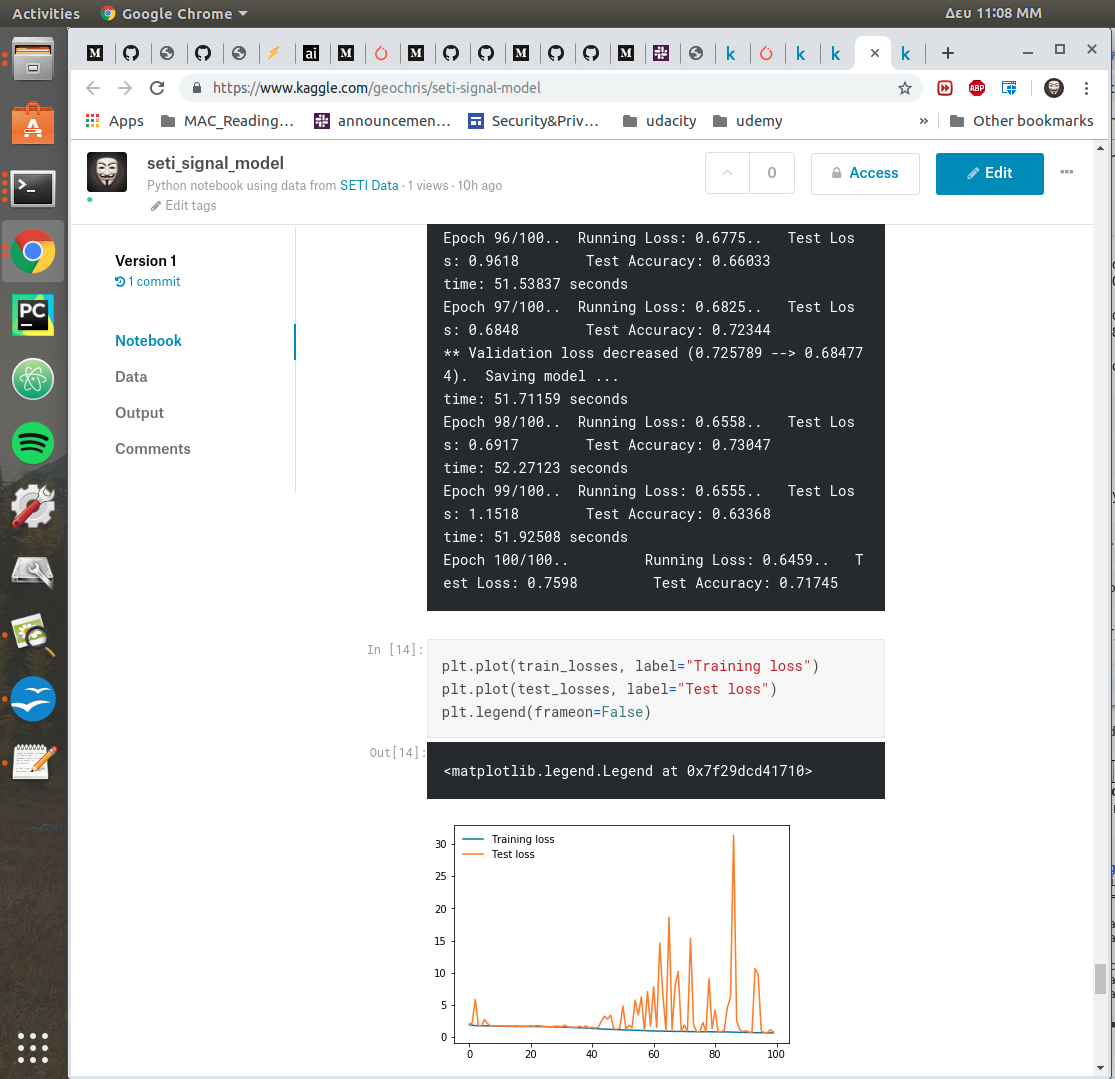 Activities
Google Chrome
Δευ 11:08 ΜΜ
https://www.kaggle.com/geochris/seti-signal-model
ABP
Apps
MAC_Reading...
announcemen...
Security&Priv...
udacity
udemy
»
Other bookmarks
seti_signal_model
Python notebook using data from SETI Data · 1 views · 10h ago
Edit tags
0
Access
Edit
Version 1
1 commit
Notebook
Data
Output
Comments
Epoch 96/100.. Running Loss: 0.6775.. Test Los
s: 0.9618 Test Accuracy: 0.66033
time: 51.53837 seconds
Epoch 97/100.. Running Loss: 0.6825.. Test Los
s: 0.6848 Test Accuracy: 0.72344
** Validation loss decreased (0.725789 --> 0.68477
4). Saving model ...
time: 51.71159 seconds
Epoch 98/100.. Running Loss: 0.6558.. Test Los
s: 0.6917 Test Accuracy: 0.73047
time: 52.27123 seconds
Epoch 99/100.. Running Loss: 0.6555.. Test Los
s: 1.1518 Test Accuracy: 0.63368
time: 51.92508 seconds
Epoch 100/100.. Running Loss: 0.6459.. T
est Loss: 0.7598 Test Accuracy: 0.71745
In [14]:
plt.plot(train_losses, label="Training loss")
plt.plot(test_losses, label="Test loss")
plt.legend(frameon=False)
Out[14]:
<matplotlib.legend.Legend at 0x7f29dcd41710>
Training loss
Test loss
30
25
20
15
10
5
0
0 20 40 60 80 100